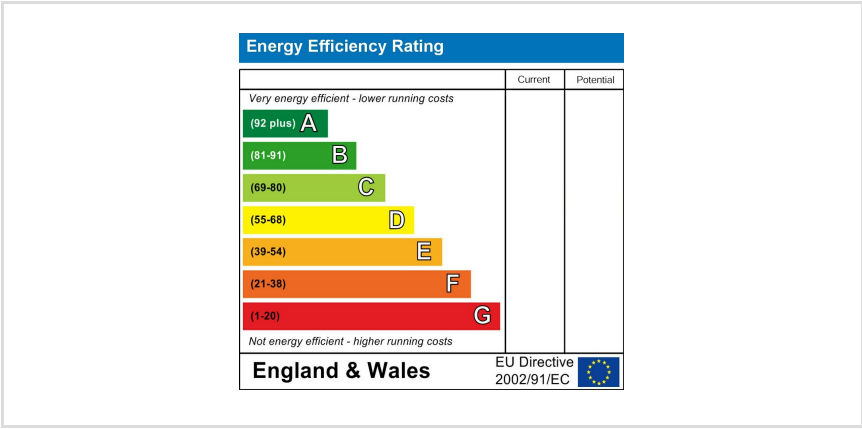 Energy Efficiency Rating
Current Potential
Very energy efficient - lower running costs
(92 plus) A
(81-91) B
(69-80) C
(55-68) D
(39-54) E
(21-38) F
(1-20) G
Not energy efficient - higher running costs
England & Wales
EU Directive
2002/91/EC